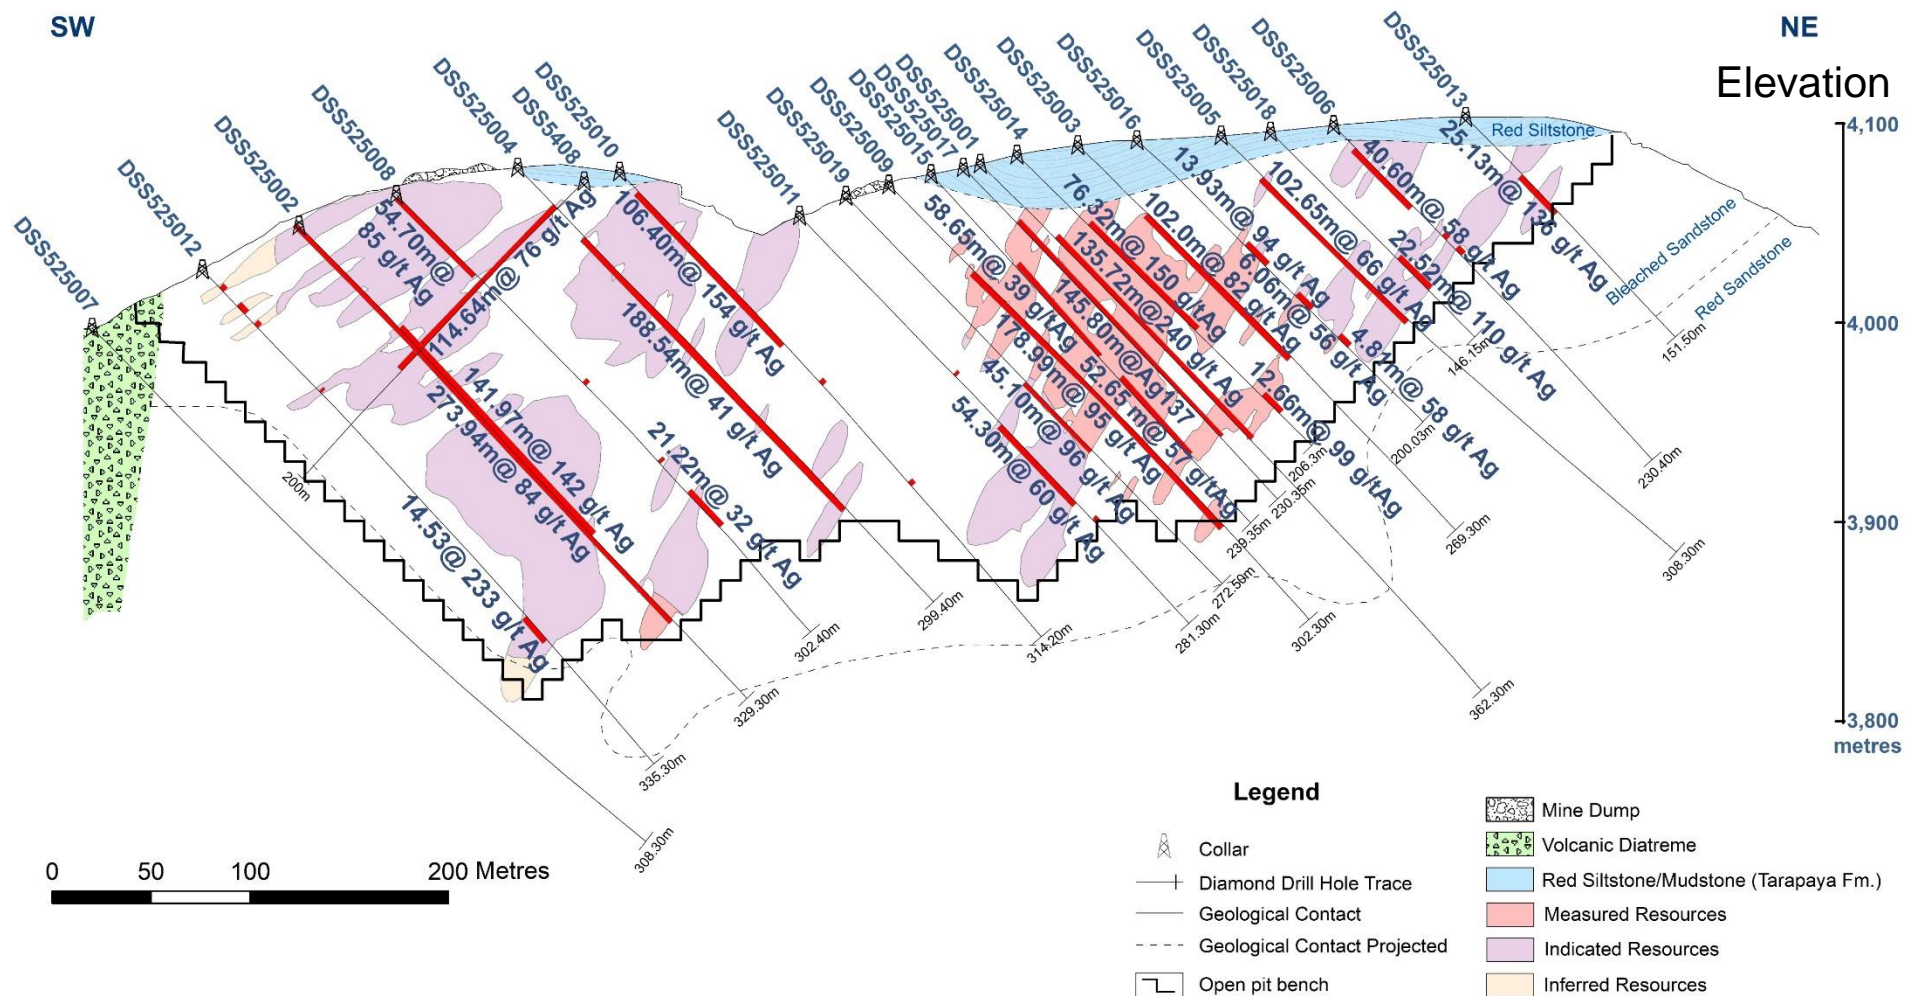 SW
NE
Elevation
DSS525007
DSS525012
DSS525002
DSS525008
DSS525004
DSS5408
DSS525010
DSS525011
DSS525019
DSS525009
DSS525015
DSS525017
DSS525001
DSS525014
DSS525003
DSS525016
DSS525005
DSS525018
DSS525006
DSS525013
4,100
4,000
3,900
3,800
metres
Red Siltstone
Bleached Sandstone
Red Sandstone
54.70m@
85 g/t Ag
114.64m@ 76 g/t Ag
106.40m@ 154 g/t Ag
188.54m@ 41 g/t Ag
141.97m@ 142 g/t Ag
273.94m@ 84 g/t Ag
14.53@ 233 g/t Ag
21.22m@ 32 g/t Ag
58.65m@ 39 g/tAg
178.99m@ 95 g/t Ag
45.10m@ 96 g/t Ag
54.30m@ 60 g/t Ag
145.80m@Ag137
52.65m@ 57 g/tAg
135.72m@240 g/t Ag
76.32m@ 150 g/tAg
102.0m@ 82 g/t Ag
13.93m@ 94 g/t Ag
6.06m@ 56 g/t Ag
12.66m@ 99 g/tAg
4.81m@ 58 g/t Ag
102.65m@ 66 g/t Ag
22.52m@ 110 g/t Ag
40.60m@ 58 g/t Ag
25.13m@ 136 g/t Ag
200m
308.30m
335.30m
329.30m
302.40m
299.40m
314.20m
281.30m
272.50m
302.30m
239.35m
230.35m
206.3m
362.30m
269.30m
200.03m
308.30m
230.40m
146.15m
151.50m
0 50 100 200 Metres
Legend
Collar
Diamond Drill Hole Trace
Geological Contact
Geological Contact Projected
Open pit bench
Mine Dump
Volcanic Diatreme
Red Siltstone/Mudstone (Tarapaya Fm.)
Measured Resources
Indicated Resources
Inferred Resources